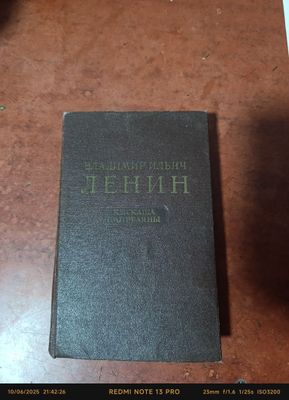 ВЛАДИМИР ИЛЬИЧ
ЛЕНИН
10/06/2025 21:42:26
REDMI NOTE 13 PRO
23mm f/1.6 1/25s ISO3200